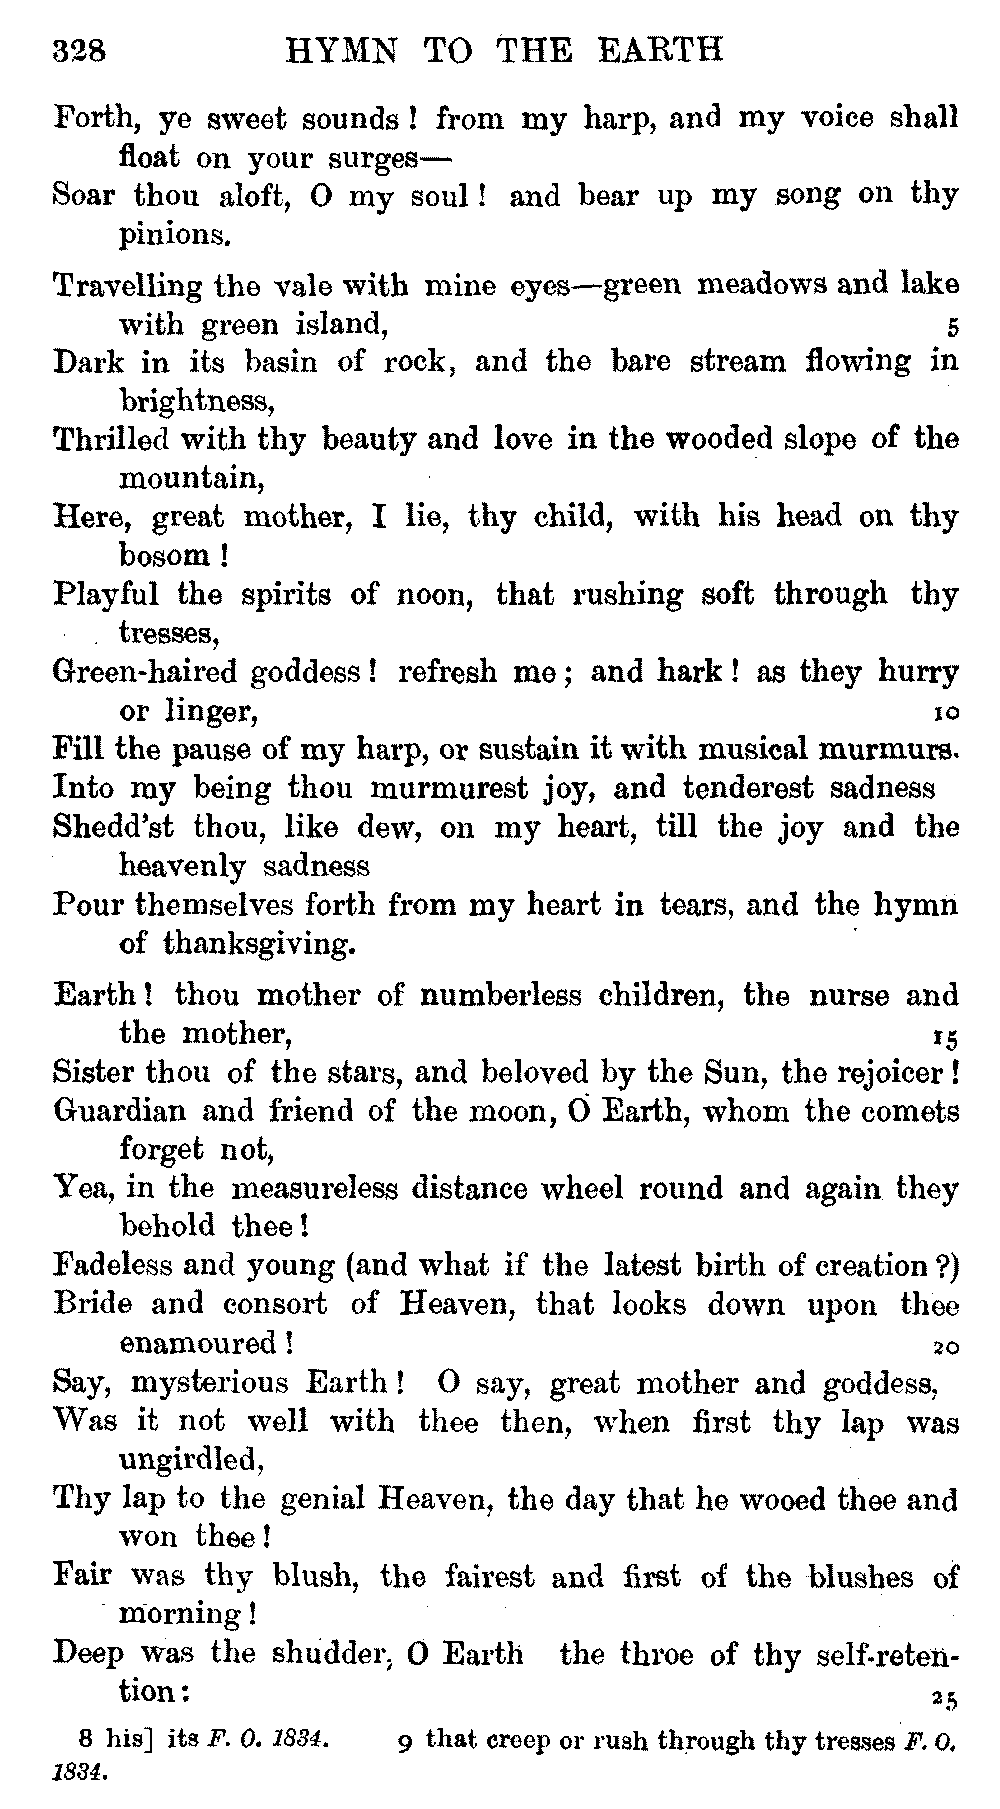 328 HYMN TO THE EARTH
Forth, ye sweet sounds! from my harp, and my voice shall
float on your surges—
Soar thou aloft, O my soul! and bear up my song on thy
pinions.
Travelling the vale with mine eyes—green meadows and lake
with green island, 5
Dark in its basin of rock, and the bare stream flowing in
brightness,
Thrilled with thy beauty and love in the wooded slope of the
mountain,
Here, great mother, I lie, thy child, with his head on thy
bosom!
Playful the spirits of noon, that rushing soft through thy
tresses,
Green-haired goddess! refresh me; and hark! as they hurry
or linger, 10
Fill the pause of my harp, or sustain it with musical murmurs.
Into my being thou murmurest joy, and tenderest sadness
Shedd'st thou, like dew, on my heart, till the joy and the
heavenly sadness
Pour themselves forth from my heart in tears, and the hymn
of thanksgiving.
Earth! thou mother of numberless children, the nurse and
the mother, 15
Sister thou of the stars, and beloved by the Sun, the rejoicer!
Guardian and friend of the moon, O Earth, whom the comets
forget not,
Yea, in the measureless distance wheel round and again they
behold thee!
Fadeless and young (and what if the latest birth of creation?)
Bride and consort of Heaven, that looks down upon thee
enamoured! 20
Say, mysterious Earth! O say, great mother and goddess,
Was it not well with thee then, when first thy lap was
ungirdled,
Thy lap to the genial Heaven, the day that he wooed thee and
won thee!
Fair was thy blush, the fairest and first of the blushes of
morning!
Deep was the shudder, O Earth the throe of thy self-reten-
tion: 25
8 his] its F. O. 1834. 9 that creep or rush through thy tresses F. O.
1834.